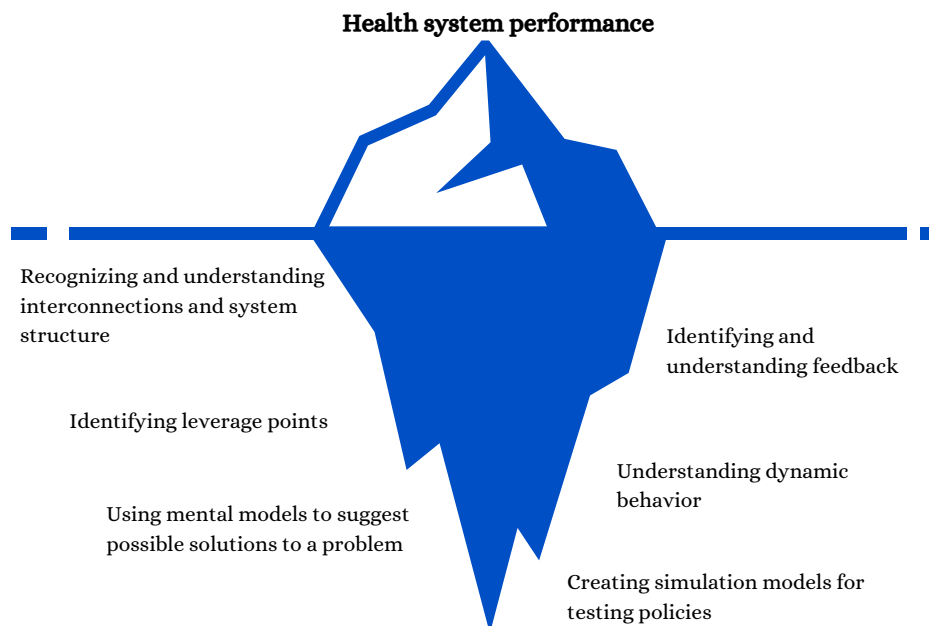 Health system performance
Recognizing and understanding
interconnections and system
structure
Identifying and
understanding feedback
Identifying leverage points
Understanding dynamic
behavior
Using mental models to suggest
possible solutions to a problem
Creating simulation models for
testing policies